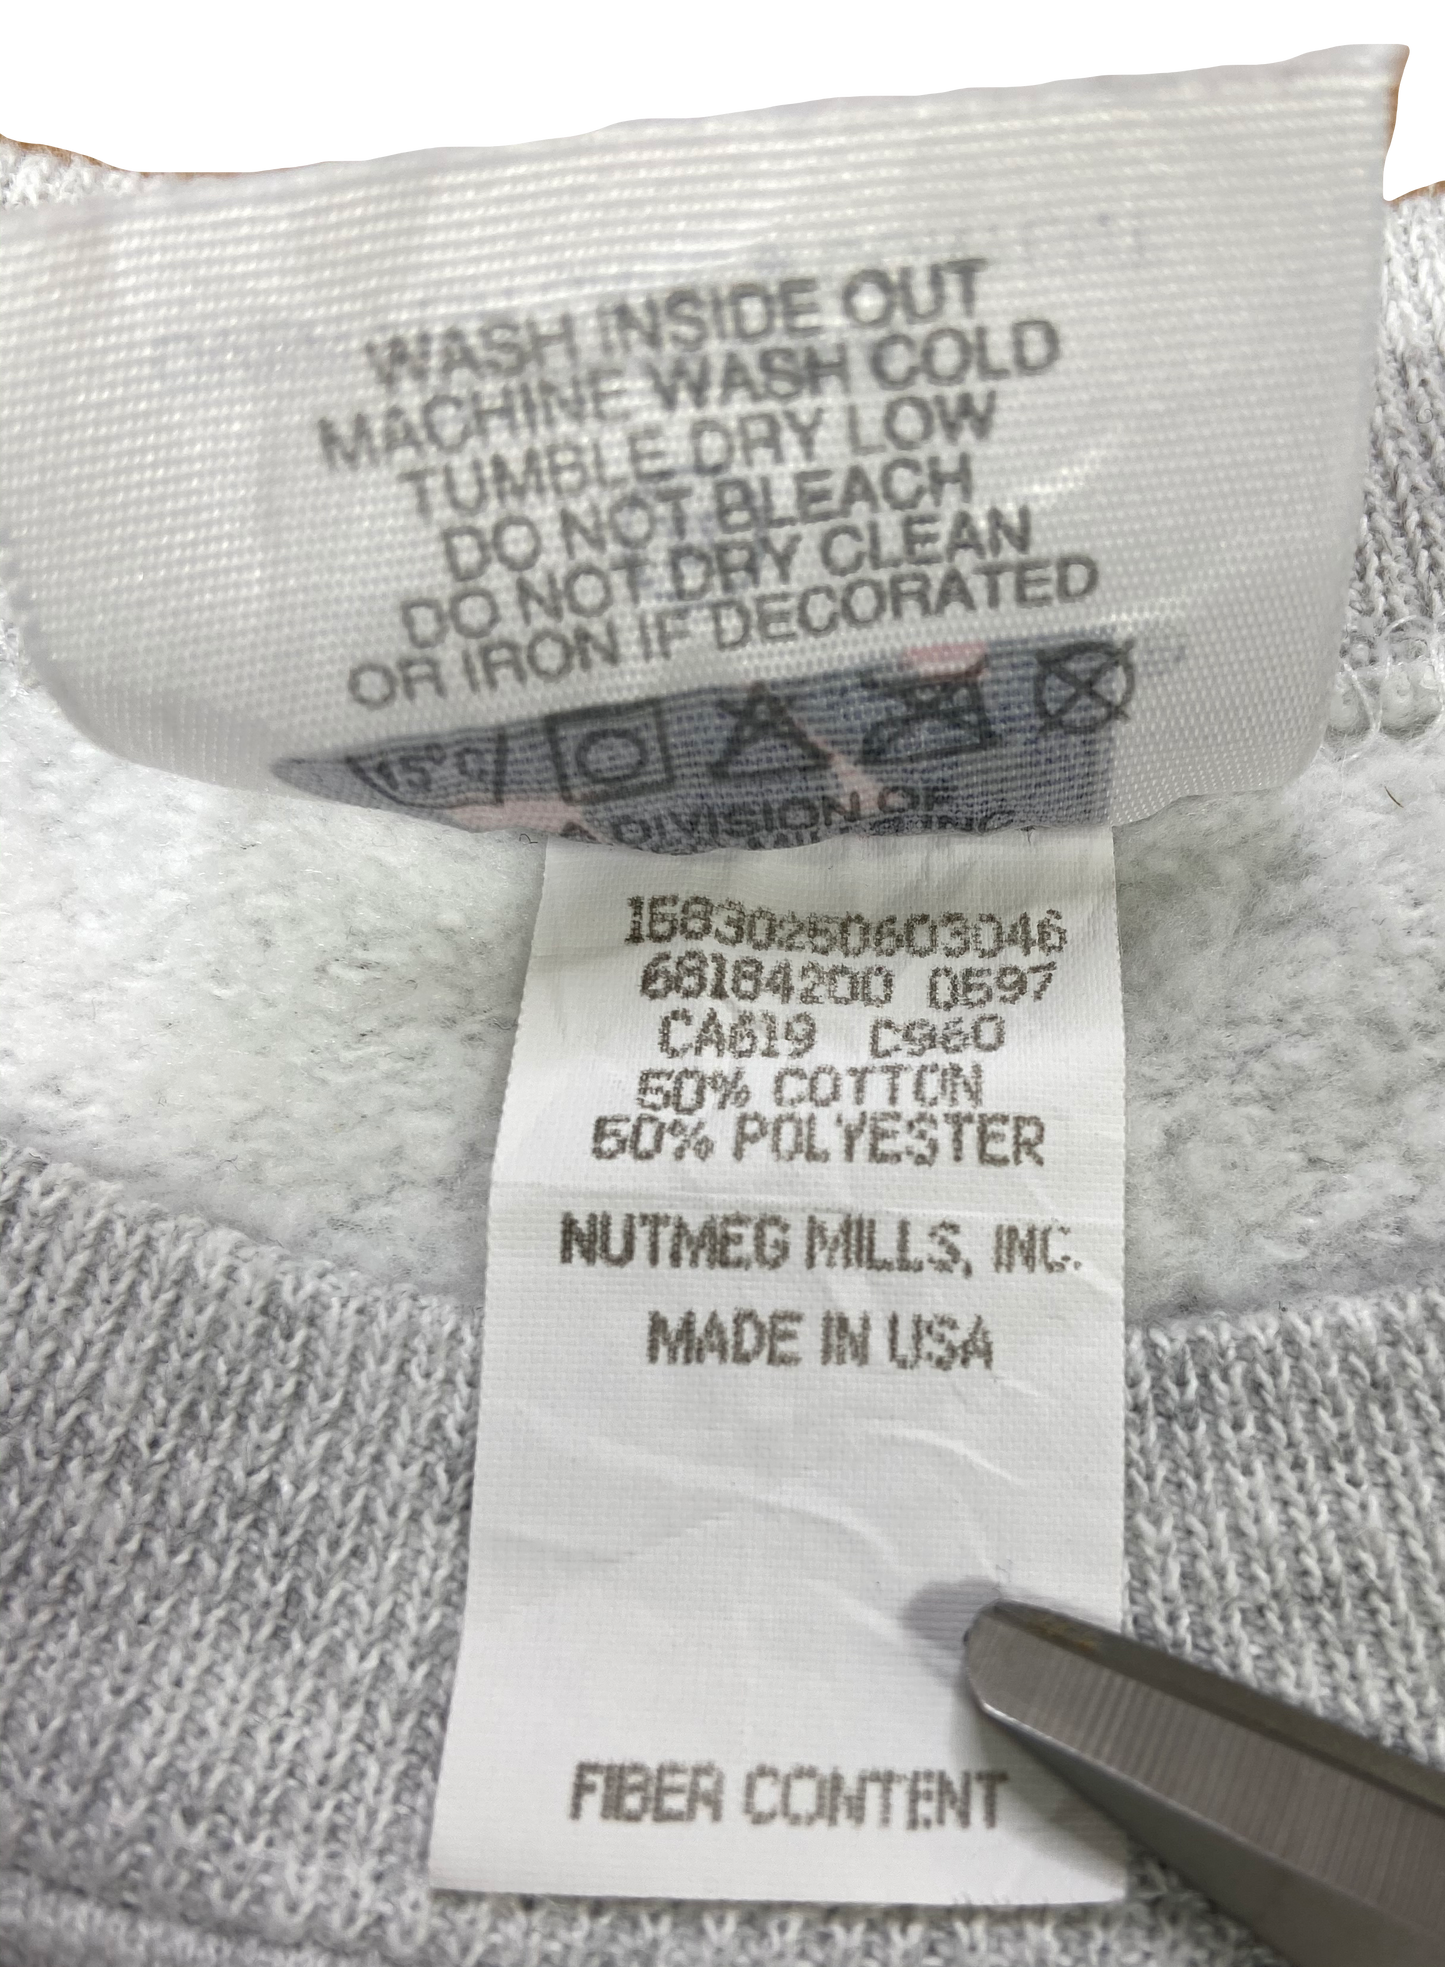 WASH INSIDE OUT
MACHINE WASH COLD
TUMBLE DRY LOW
DO NOT BLEACH
DO NOT DRY CLEAN
OR IRON IF DECORATED
15°C
A DIVISION OF
INC
15830250603046
68184200 0597
CA619 C960
50% COTTON
50% POLYESTER
NUTMEG MILLS, INC.
MADE IN USA
FIBER CONTENT